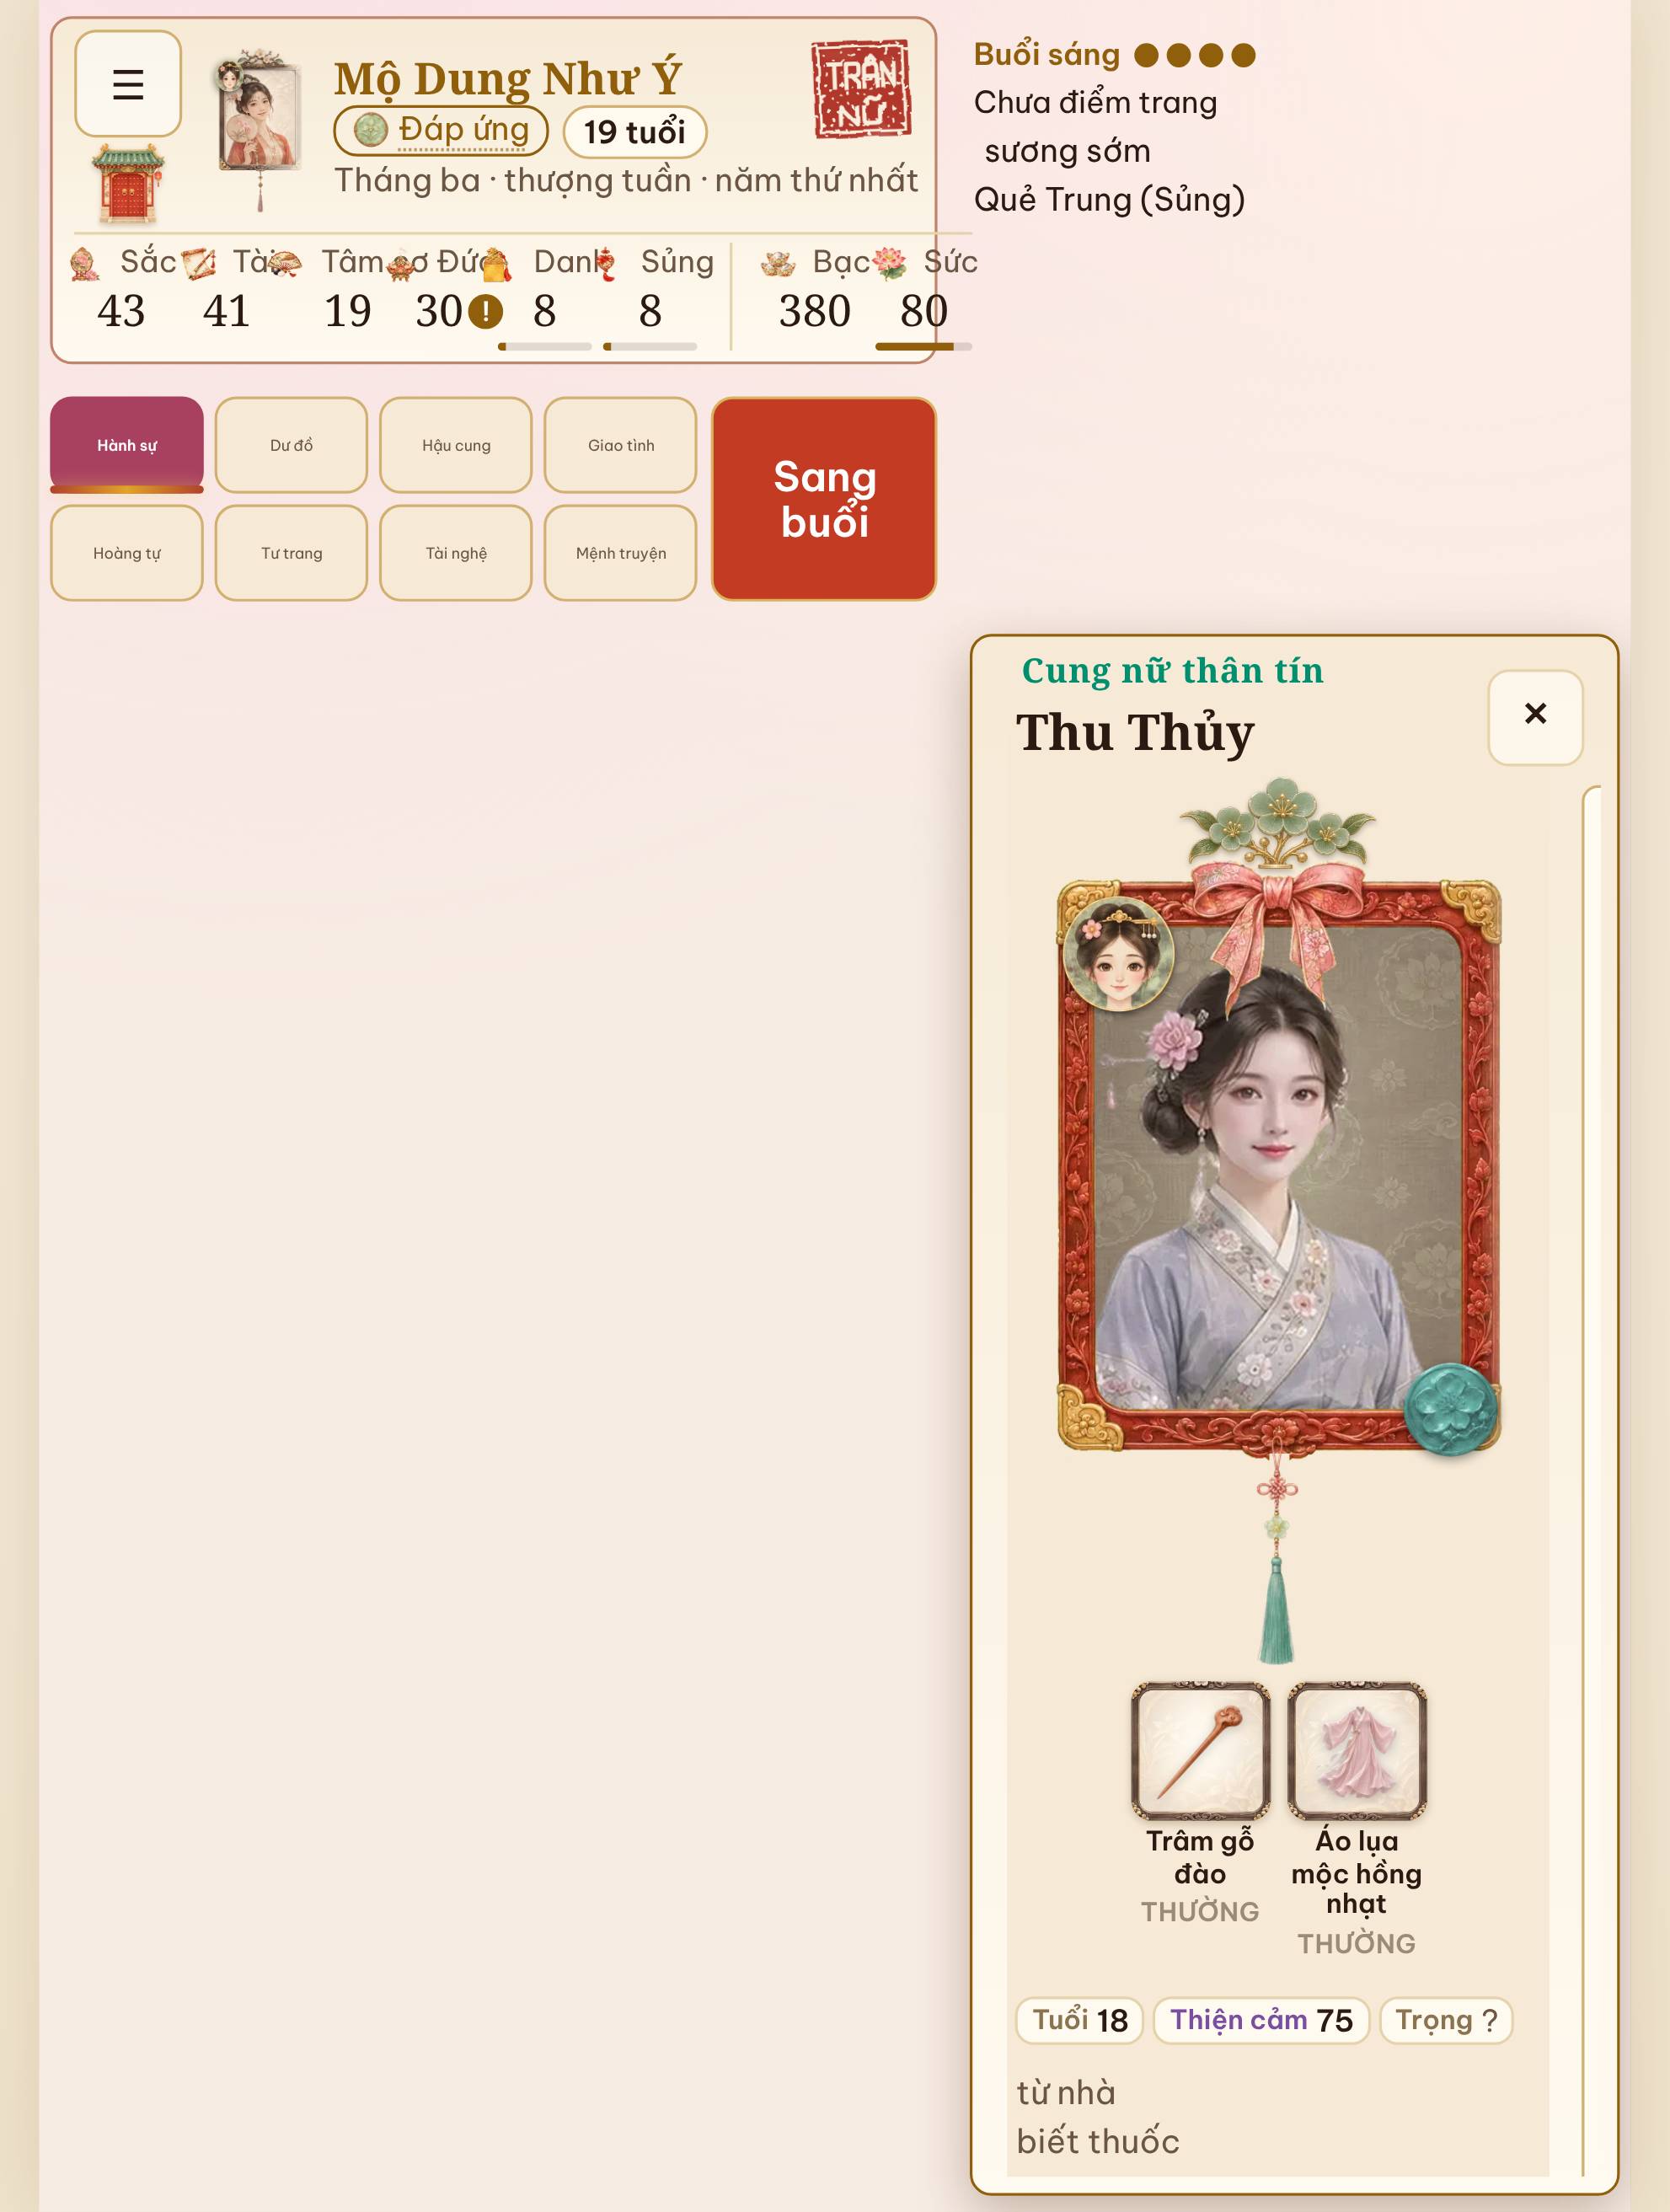 ☰
Mộ Dung Như Ý
Đáp ứng
19 tuổi
Tháng ba · thượng tuần · năm thứ nhất
TRÂN
NỮ
Buổi sáng
Chưa điểm trang
sương sớm
Quẻ Trung (Sủng)
Sắc Tài Tâm cơ Đức Danh Sủng Bạc Sức
43 41 19 30 ! 8 8 380 80
Hành sự Dư đồ Hậu cung Giao tình
Hoàng tự Tư trang Tài nghệ Mệnh truyện
Sang
buổi
Cung nữ thân tín
Thu Thủy
×
Trâm gỗ
đào
THƯỜNG
Áo lụa
mộc hồng
nhạt
THƯỜNG
Tuổi 18
Thiện cảm 75
Trọng ?
từ nhà
biết thuốc